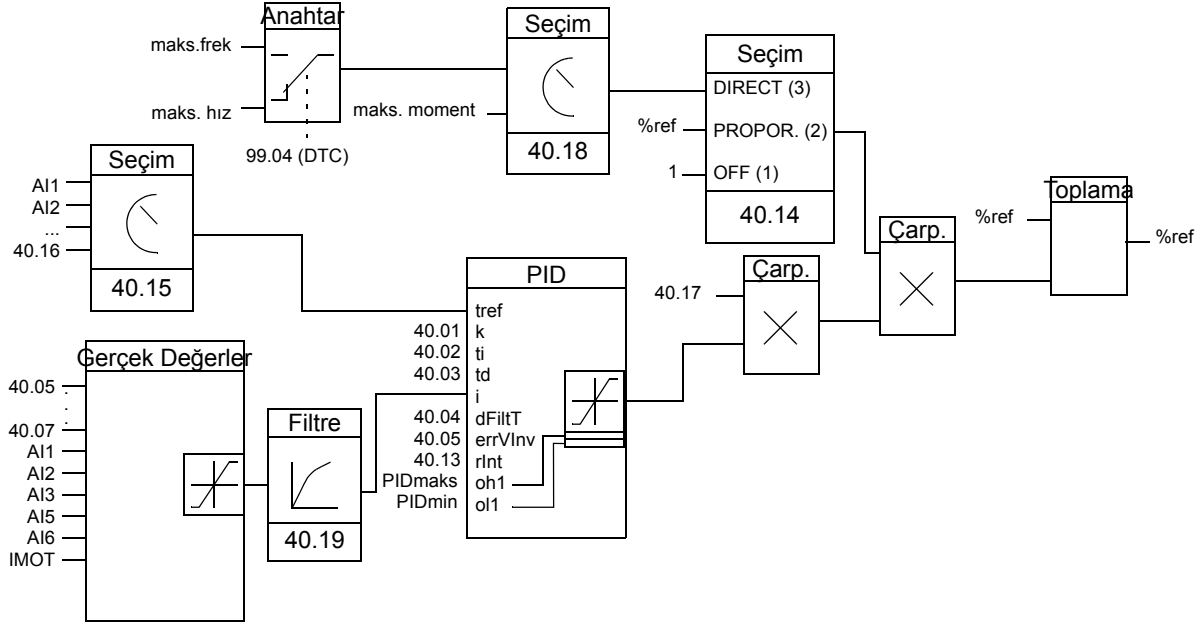 Anahtar
maks.frek
maks. hız
99.04 (DTC)
Seçim
maks. moment
40.18
Seçim
DIRECT (3)
%ref
PROPOR. (2)
1
OFF (1)
40.14
Seçim
AI1
AI2
...
40.16
40.15
Toplama
%ref
%ref
Çarp.
Çarp.
40.17
PID
tref
40.01
k
40.02
ti
40.03
td
i
40.04
dFiltT
40.05
errVInv
40.13
rInt
PIDmaks
oh1
PIDmin
ol1
Gerçek Değerler
40.05
.
.
.
40.07
AI1
AI2
AI3
AI5
AI6
IMOT
Filtre
40.19